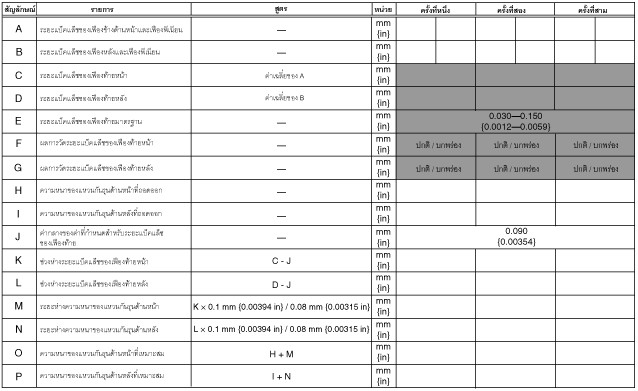 สัญลักษณ์ รายการ สูตร หน่วย ครั้งที่หนึ่ง ครั้งที่สอง ครั้งที่สาม
A ระยะแบ็คแล็ชของเฟืองข้างด้านหน้าและเฟืองพีเนียน — mm {in}
B ระยะแบ็คแล็ชของเฟืองหลังและเฟืองพีเนียน — mm {in}
C ระยะแบ็คแล็ชของเฟืองท้ายหน้า ค่าเฉลี่ยของ A mm {in}
D ระยะแบ็คแล็ชของเฟืองท้ายหลัง ค่าเฉลี่ยของ B mm {in}
E ระยะแบ็คแล็ชของเฟืองท้ายมาตรฐาน — mm {in} 0.030—0.150 {0.0012—0.0059}
F ผลการวัดระยะแบ็คแล็ชของเฟืองท้ายหน้า — mm {in} ปกติ / บกพร่อง ปกติ / บกพร่อง ปกติ / บกพร่อง
G ผลการวัดระยะแบ็คแล็ชของเฟืองท้ายหลัง — mm {in} ปกติ / บกพร่อง ปกติ / บกพร่อง ปกติ / บกพร่อง
H ความหนาของแหวนกันรุนด้านหน้าที่ถอดออก — mm {in}
I ความหนาของแหวนกันรุนด้านหลังที่ถอดออก — mm {in}
J ค่ากลางของค่าที่กำหนดสำหรับระยะแบ็คแล็ช
ของเฟืองท้าย — mm {in} 0.090 {0.00354}
K ช่วงห่างระยะแบ็คแล็ชของเฟืองท้ายหน้า C - J mm {in}
L ช่วงห่างระยะแบ็คแล็ชของเฟืองท้ายหลัง D - J mm {in}
M ระยะห่างความหนาของแหวนกันรุนด้านหน้า K × 0.1 mm {0.00394 in} / 0.08 mm {0.00315 in} mm {in}
N ระยะห่างความหนาของแหวนกันรุนด้านหลัง L × 0.1 mm {0.00394 in} / 0.08 mm {0.00315 in} mm {in}
O ความหนาของแหวนกันรุนด้านหน้าที่เหมาะสม H + M mm {in}
P ความหนาของแหวนกันรุนด้านหลังที่เหมาะสม I + N mm {in}